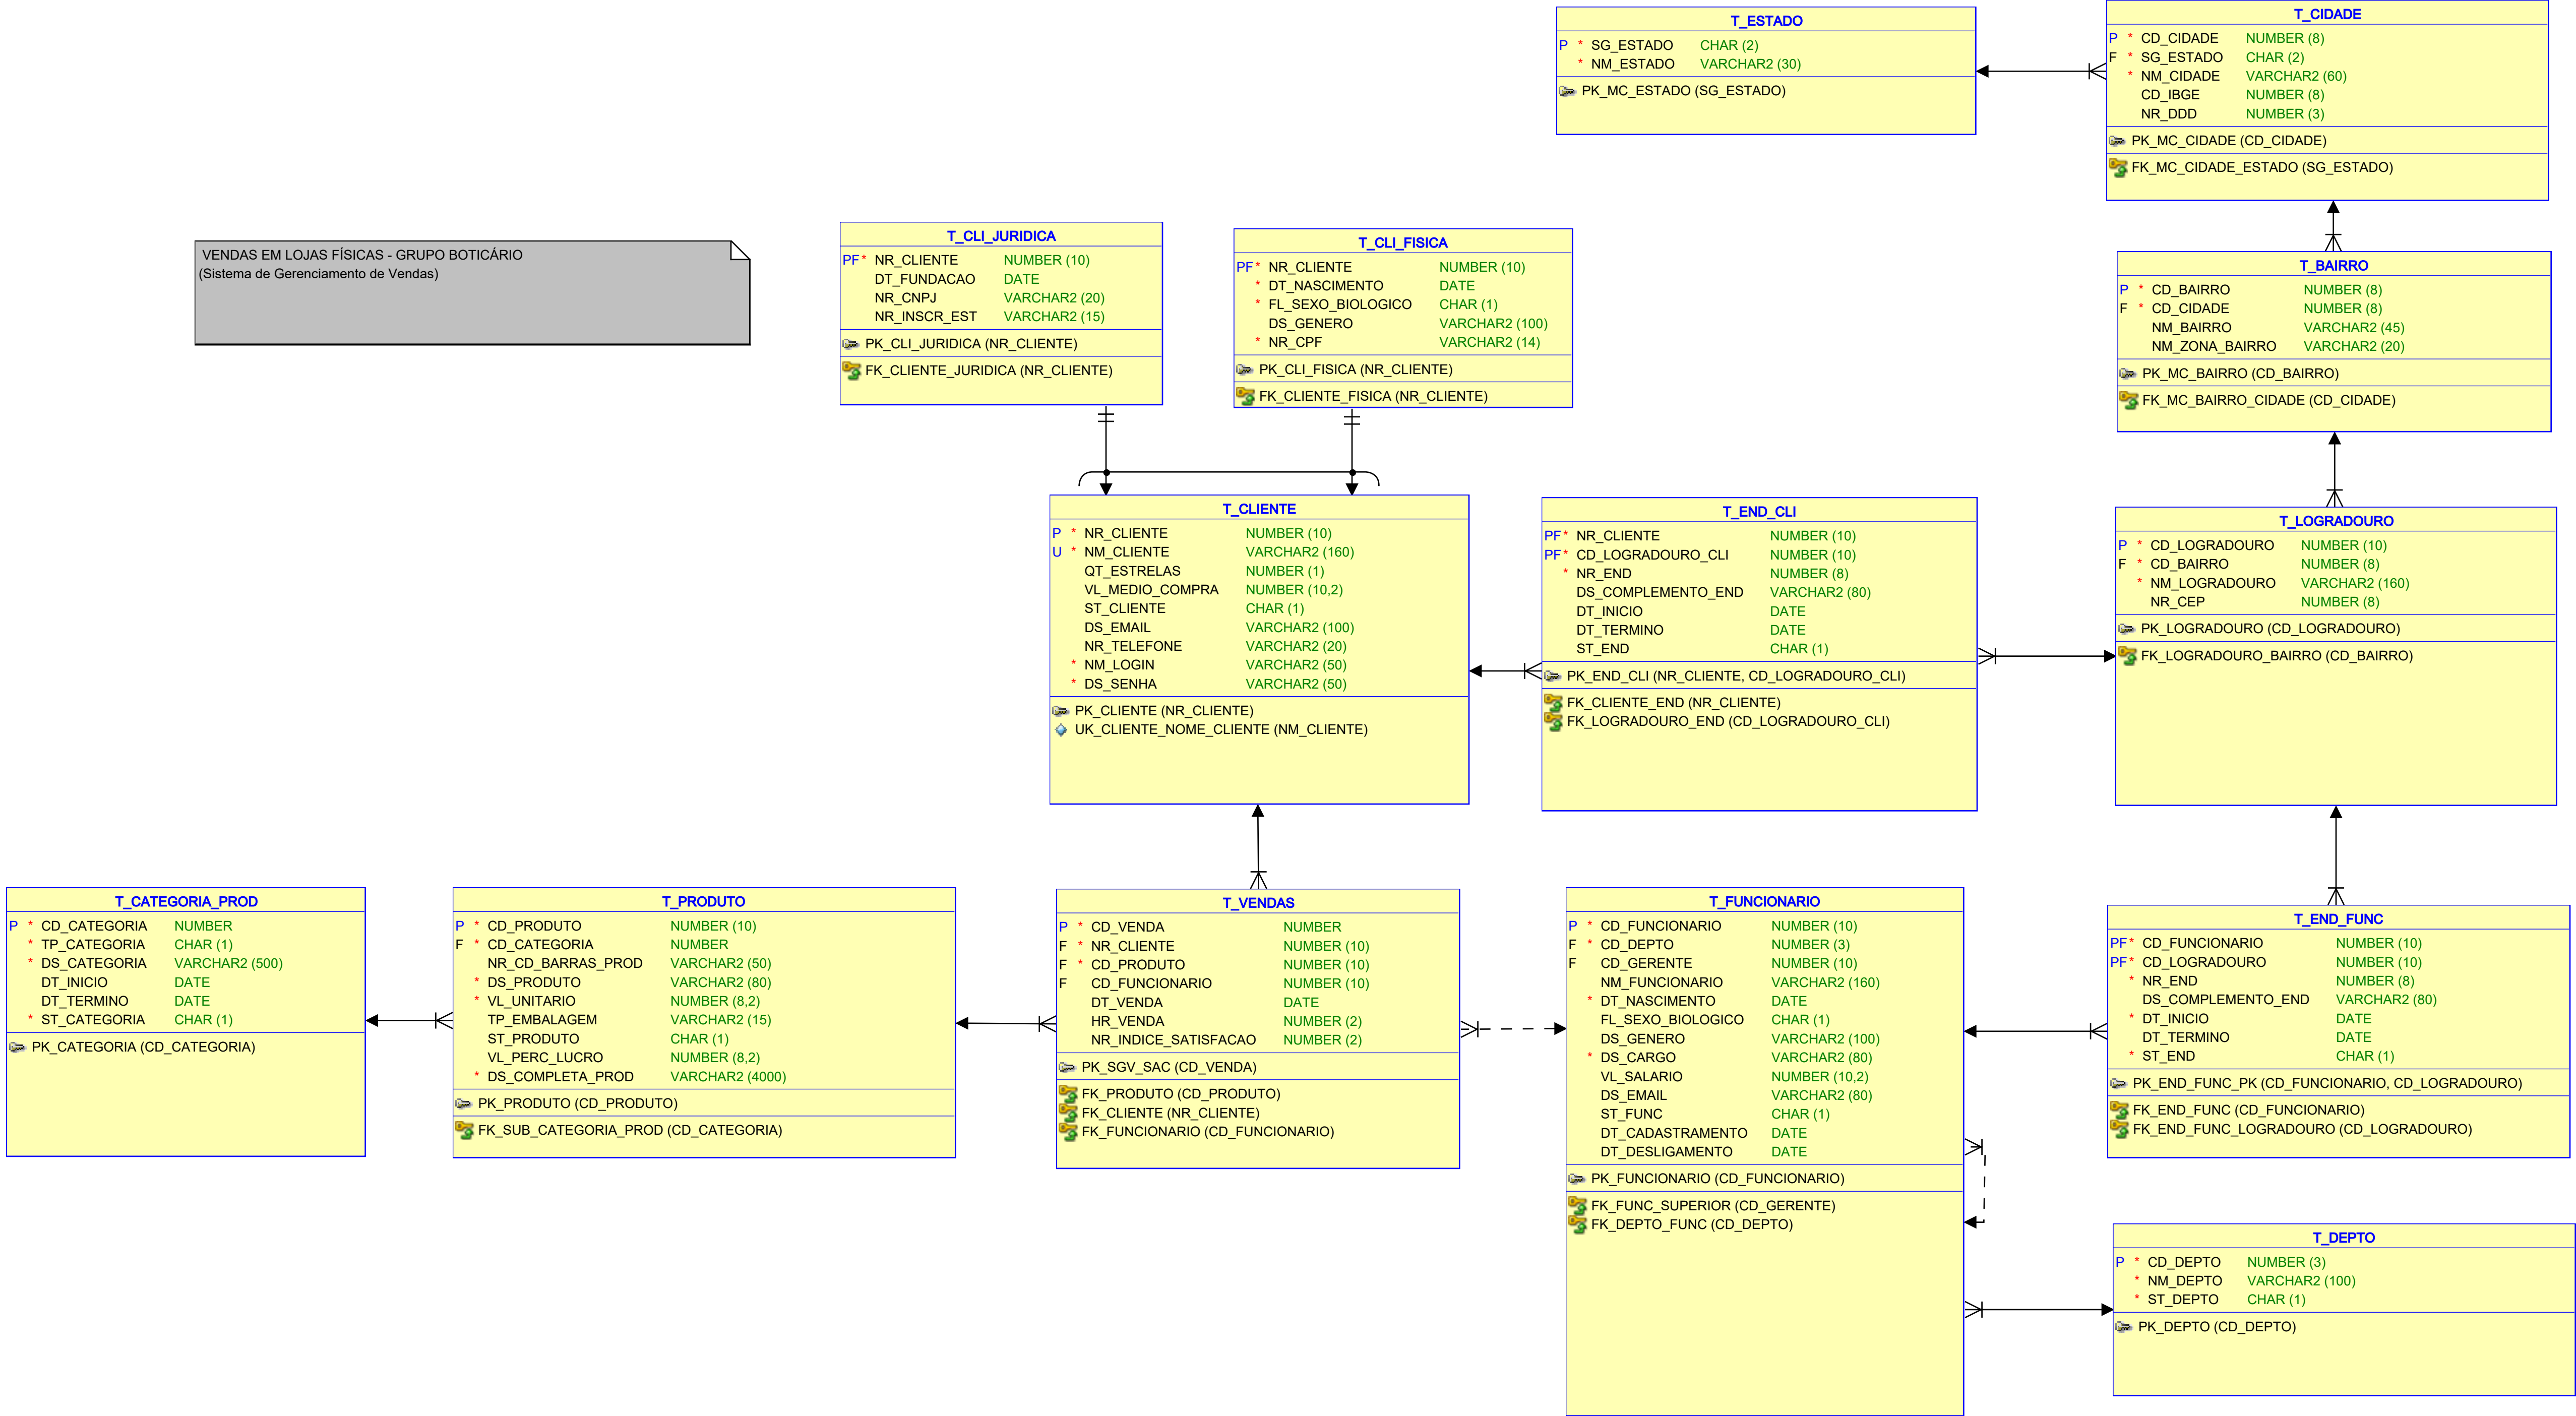 T_ESTADO
P * SG_ESTADO CHAR (2)
* NM_ESTADO VARCHAR2 (30)
PK_MC_ESTADO (SG_ESTADO)
T_CIDADE
P * CD_CIDADE NUMBER (8)
F * SG_ESTADO CHAR (2)
* NM_CIDADE VARCHAR2 (60)
CD_IBGE NUMBER (8)
NR_DDD NUMBER (3)
PK_MC_CIDADE (CD_CIDADE)
FK_MC_CIDADE_ESTADO (SG_ESTADO)
VENDAS EM LOJAS FÍSICAS - GRUPO BOTICÁRIO
(Sistema de Gerenciamento de Vendas)
T_CLI_JURIDICA
PF * NR_CLIENTE NUMBER (10)
DT_FUNDACAO DATE
NR_CNPJ VARCHAR2 (20)
NR_INSCR_EST VARCHAR2 (15)
PK_CLI_JURIDICA (NR_CLIENTE)
FK_CLIENTE_JURIDICA (NR_CLIENTE)
T_CLI_FISICA
PF * NR_CLIENTE NUMBER (10)
* DT_NASCIMENTO DATE
* FL_SEXO_BIOLOGICO CHAR (1)
DS_GENERO VARCHAR2 (100)
* NR_CPF VARCHAR2 (14)
PK_CLI_FISICA (NR_CLIENTE)
FK_CLIENTE_FISICA (NR_CLIENTE)
T_BAIRRO
P * CD_BAIRRO NUMBER (8)
F * CD_CIDADE NUMBER (8)
NM_BAIRRO VARCHAR2 (45)
NM_ZONA_BAIRRO VARCHAR2 (20)
PK_MC_BAIRRO (CD_BAIRRO)
FK_MC_BAIRRO_CIDADE (CD_CIDADE)
T_CLIENTE
P * NR_CLIENTE NUMBER (10)
U * NM_CLIENTE VARCHAR2 (160)
QT_ESTRELAS NUMBER (1)
VL_MEDIO_COMPRA NUMBER (10,2)
ST_CLIENTE CHAR (1)
DS_EMAIL VARCHAR2 (100)
NR_TELEFONE VARCHAR2 (20)
* NM_LOGIN VARCHAR2 (50)
* DS_SENHA VARCHAR2 (50)
PK_CLIENTE (NR_CLIENTE)
UK_CLIENTE_NOME_CLIENTE (NM_CLIENTE)
T_END_CLI
PF * NR_CLIENTE NUMBER (10)
PF * CD_LOGRADOURO_CLI NUMBER (10)
* NR_END NUMBER (8)
DS_COMPLEMENTO_END VARCHAR2 (80)
DT_INICIO DATE
DT_TERMINO DATE
ST_END CHAR (1)
PK_END_CLI (NR_CLIENTE, CD_LOGRADOURO_CLI)
FK_CLIENTE_END (NR_CLIENTE)
FK_LOGRADOURO_END (CD_LOGRADOURO_CLI)
T_LOGRADOURO
P * CD_LOGRADOURO NUMBER (10)
F * CD_BAIRRO NUMBER (8)
* NM_LOGRADOURO VARCHAR2 (160)
NR_CEP NUMBER (8)
PK_LOGRADOURO (CD_LOGRADOURO)
FK_LOGRADOURO_BAIRRO (CD_BAIRRO)
T_CATEGORIA_PROD
P * CD_CATEGORIA NUMBER
* TP_CATEGORIA CHAR (1)
* DS_CATEGORIA VARCHAR2 (500)
DT_INICIO DATE
DT_TERMINO DATE
* ST_CATEGORIA CHAR (1)
PK_CATEGORIA (CD_CATEGORIA)
T_PRODUTO
P * CD_PRODUTO NUMBER (10)
F * CD_CATEGORIA NUMBER
NR_CD_BARRAS_PROD VARCHAR2 (50)
* DS_PRODUTO VARCHAR2 (80)
* VL_UNITARIO NUMBER (8,2)
TP_EMBALAGEM VARCHAR2 (15)
ST_PRODUTO CHAR (1)
VL_PERC_LUCRO NUMBER (8,2)
* DS_COMPLETA_PROD VARCHAR2 (4000)
PK_PRODUTO (CD_PRODUTO)
FK_SUB_CATEGORIA_PROD (CD_CATEGORIA)
T_VENDAS
P * CD_VENDA NUMBER
F * NR_CLIENTE NUMBER (10)
F * CD_PRODUTO NUMBER (10)
F CD_FUNCIONARIO NUMBER (10)
DT_VENDA DATE
HR_VENDA NUMBER (2)
NR_INDICE_SATISFACAO NUMBER (2)
PK_SGV_SAC (CD_VENDA)
FK_PRODUTO (CD_PRODUTO)
FK_CLIENTE (NR_CLIENTE)
FK_FUNCIONARIO (CD_FUNCIONARIO)
T_FUNCIONARIO
P * CD_FUNCIONARIO NUMBER (10)
F * CD_DEPTO NUMBER (3)
F CD_GERENTE NUMBER (10)
NM_FUNCIONARIO VARCHAR2 (160)
* DT_NASCIMENTO DATE
FL_SEXO_BIOLOGICO CHAR (1)
DS_GENERO VARCHAR2 (100)
* DS_CARGO VARCHAR2 (80)
VL_SALARIO NUMBER (10,2)
DS_EMAIL VARCHAR2 (80)
ST_FUNC CHAR (1)
DT_CADASTRAMENTO DATE
DT_DESLIGAMENTO DATE
PK_FUNCIONARIO (CD_FUNCIONARIO)
FK_FUNC_SUPERIOR (CD_GERENTE)
FK_DEPTO_FUNC (CD_DEPTO)
T_END_FUNC
PF * CD_FUNCIONARIO NUMBER (10)
PF * CD_LOGRADOURO NUMBER (10)
* NR_END NUMBER (8)
DS_COMPLEMENTO_END VARCHAR2 (80)
* DT_INICIO DATE
DT_TERMINO DATE
* ST_END CHAR (1)
PK_END_FUNC_PK (CD_FUNCIONARIO, CD_LOGRADOURO)
FK_END_FUNC (CD_FUNCIONARIO)
FK_END_FUNC_LOGRADOURO (CD_LOGRADOURO)
T_DEPTO
P * CD_DEPTO NUMBER (3)
* NM_DEPTO VARCHAR2 (100)
* ST_DEPTO CHAR (1)
PK_DEPTO (CD_DEPTO)